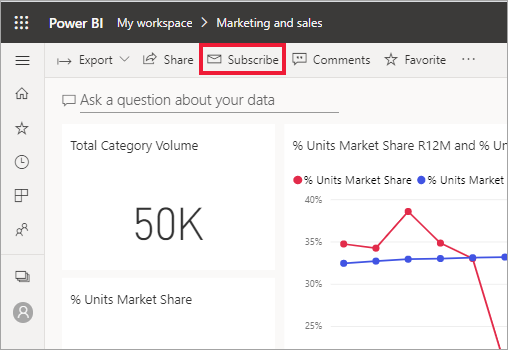 Power BI My workspace > Marketing and sales
Export Share Subscribe Comments Favorite ...
Ask a question about your data
Total Category Volume
50K
% Units Market Share
% Units Market Share R12M and % Un
% Units Market Share % Units Market
40%
35%
30%
25%